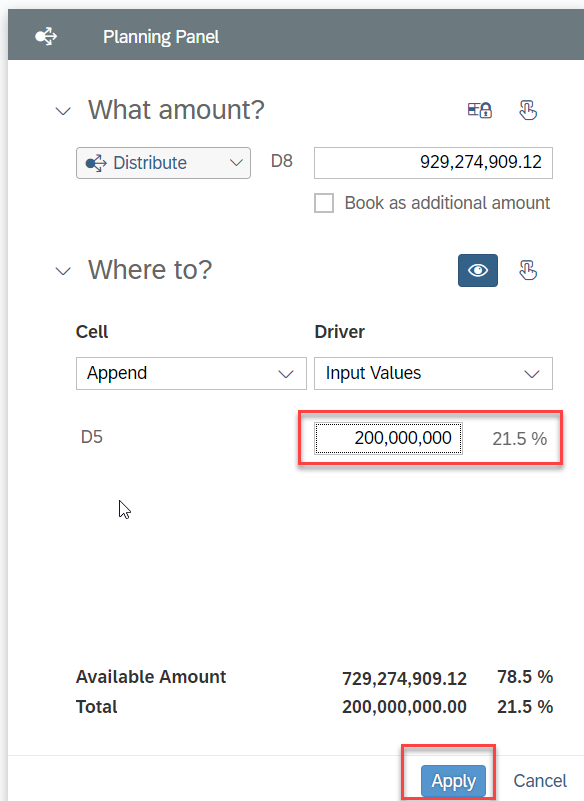 Planning Panel
What amount?
Distribute D8 929,274,909.12
Book as additional amount
Where to?
Cell Driver
Append Input Values
D5 200,000,000 21.5 %
Available Amount 729,274,909.12 78.5 %
Total 200,000,000.00 21.5 %
Apply Cancel